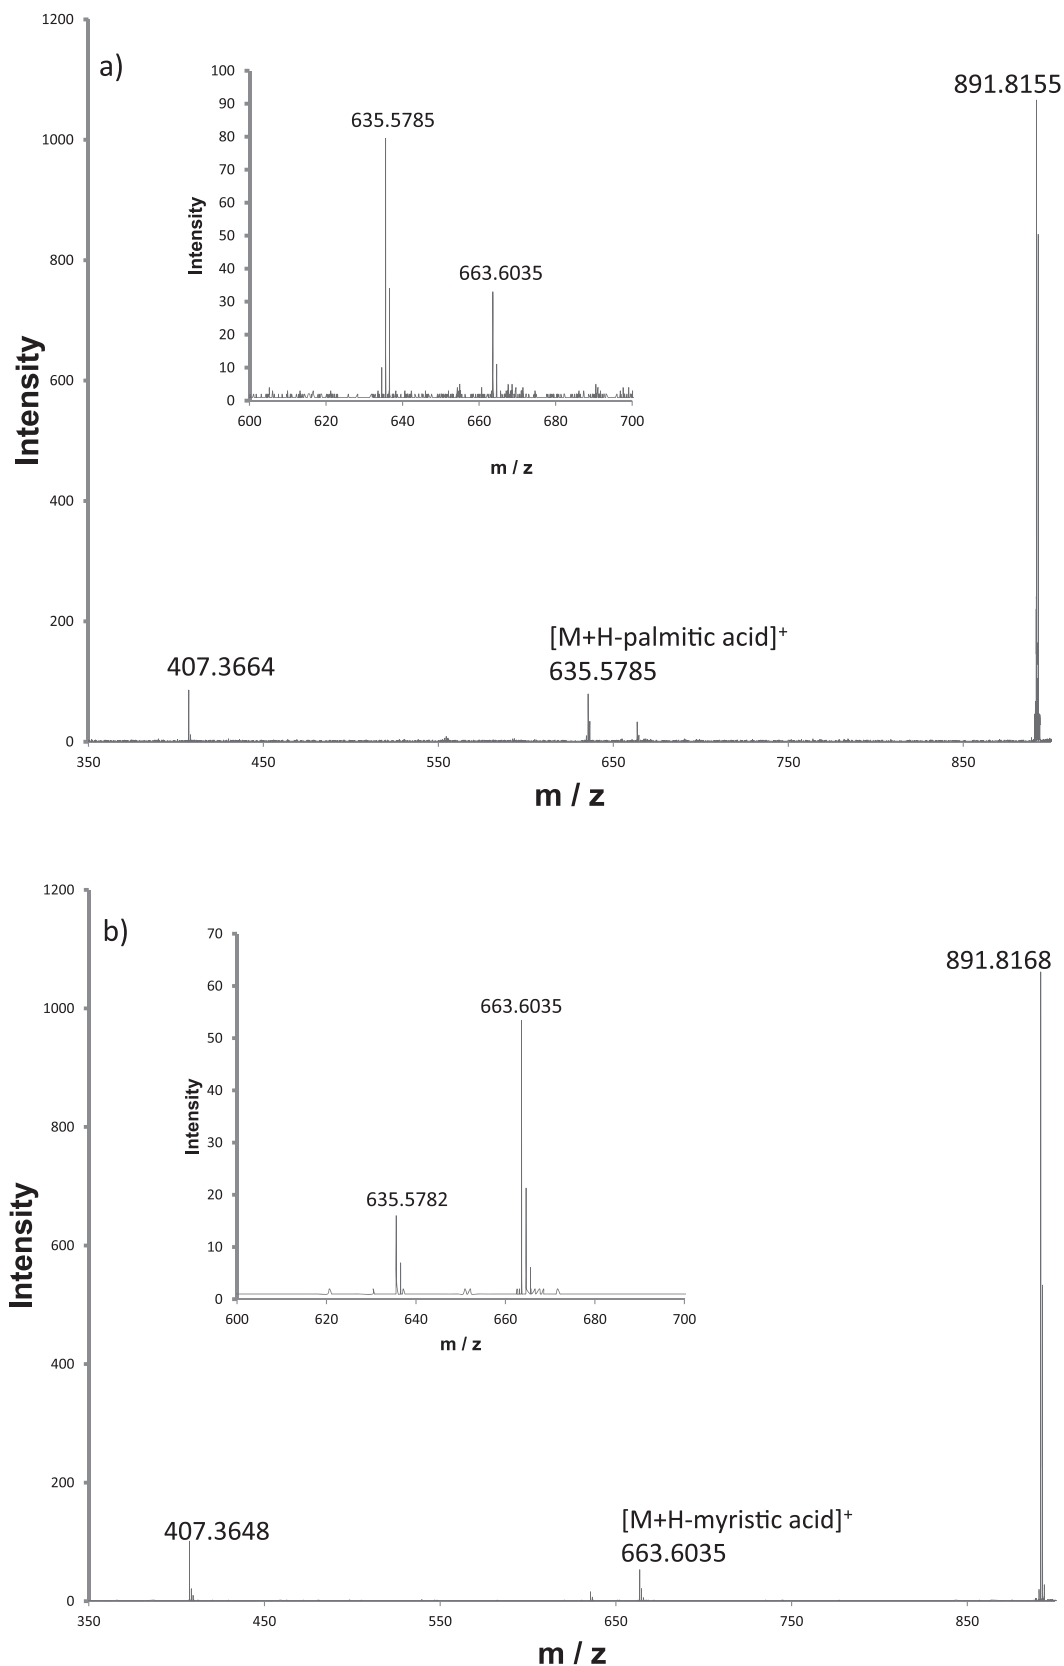 1200
a)
891.8155
1000
800
600
400
200
0
Intensity
100
90
80
70
60
50
40
30
20
10
0
Intensity
635.5785
663.6035
600 620 640 660 680 700
m / z
407.3664
[M+H-palmitic acid]+
635.5785
350 450 550 650 750 850
m / z
1200
b)
891.8168
1000
800
600
400
200
0
Intensity
70
60
50
40
30
20
10
0
Intensity
663.6035
635.5782
600 620 640 660 680 700
m / z
407.3648
[M+H-myristic acid]+
663.6035
350 450 550 650 750 850
m / z